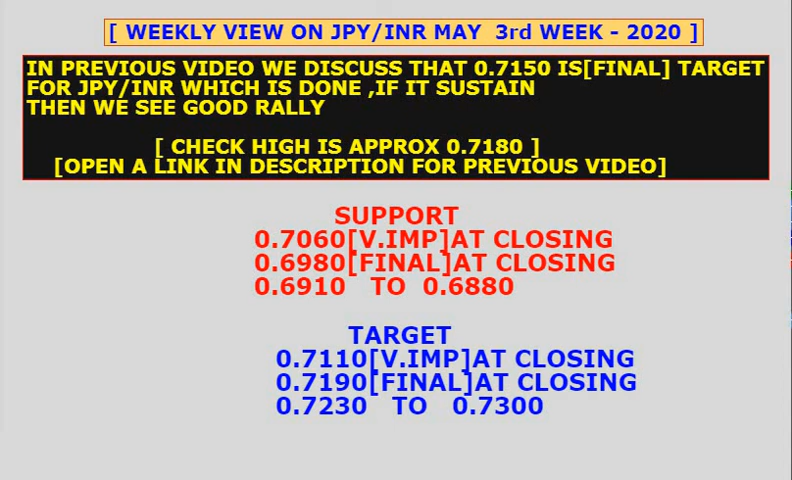 [ WEEKLY VIEW ON JPY/INR MAY  3rd WEEK - 2020 ]
IN PREVIOUS VIDEO WE DISCUSS THAT 0.7150 IS[FINAL] TARGET
FOR JPY/INR WHICH IS DONE ,IF IT SUSTAIN
THEN WE SEE GOOD RALLY
[ CHECK HIGH IS APPROX 0.7180 ]
[OPEN A LINK IN DESCRIPTION FOR PREVIOUS VIDEO]
SUPPORT
0.7060[V.IMP]AT CLOSING
0.6980[FINAL]AT CLOSING
0.6910   TO  0.6880
TARGET
0.7110[V.IMP]AT CLOSING
0.7190[FINAL]AT CLOSING
0.7230   TO   0.7300